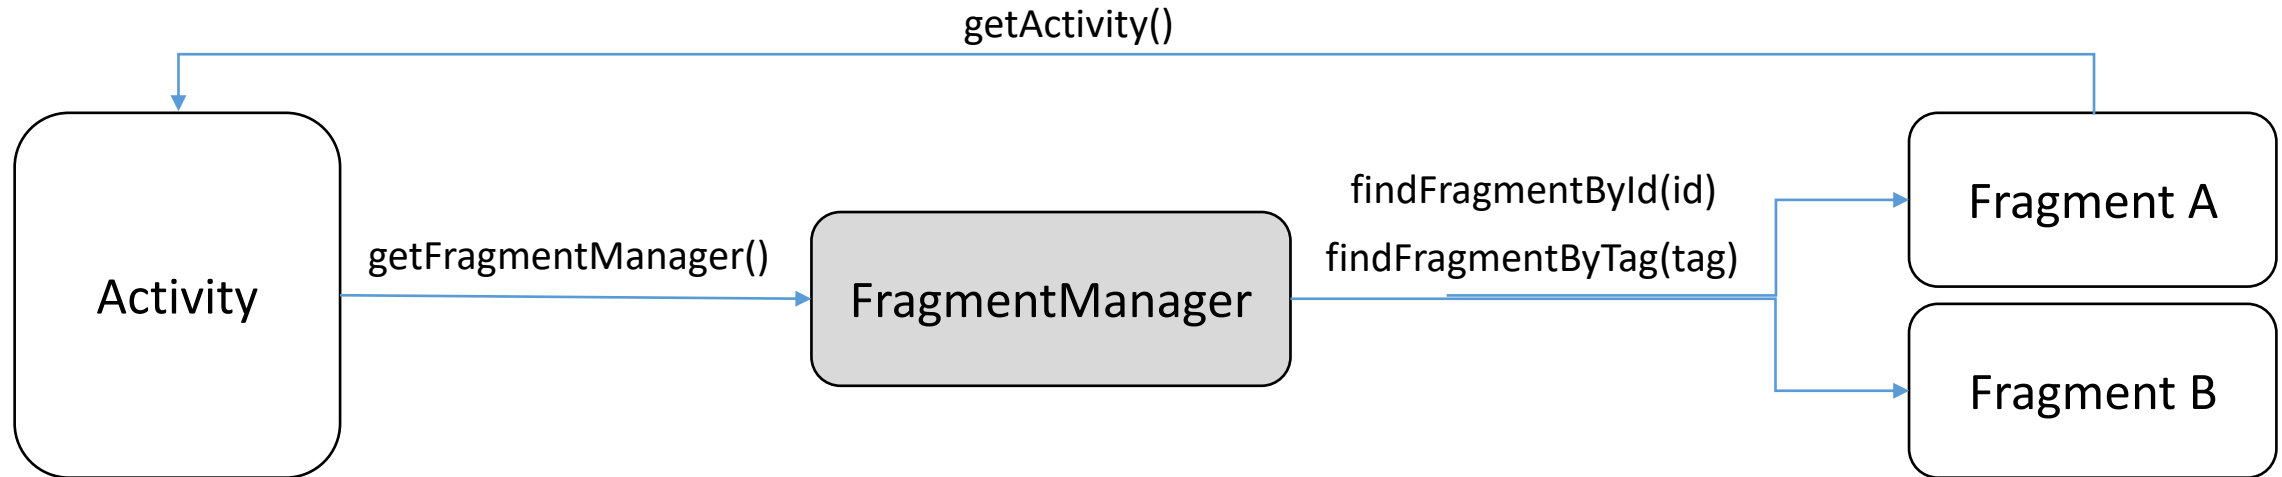 getActivity()
Activity
getFragmentManager()
FragmentManager
findFragmentById(id)
findFragmentByTag(tag)
Fragment A
Fragment B